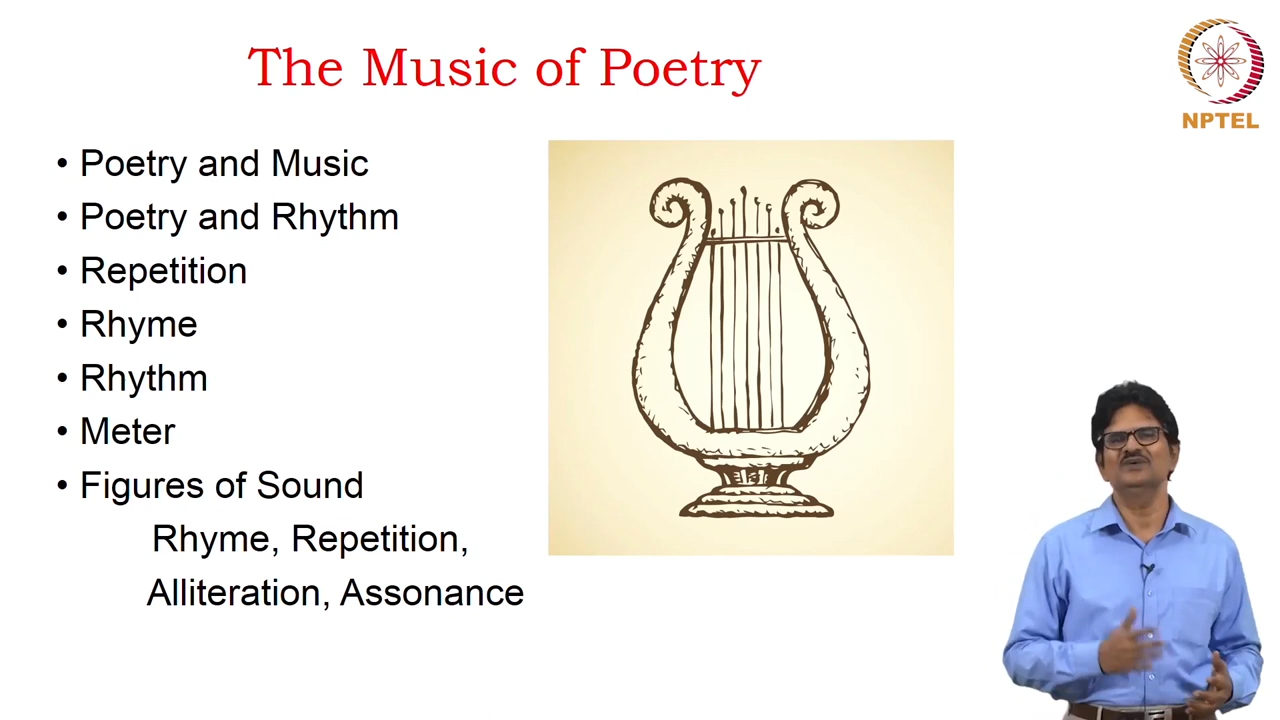 The Music of Poetry
NPTEL
• Poetry and Music
• Poetry and Rhythm
• Repetition
• Rhyme
• Rhythm
• Meter
• Figures of Sound
Rhyme, Repetition,
Alliteration, Assonance